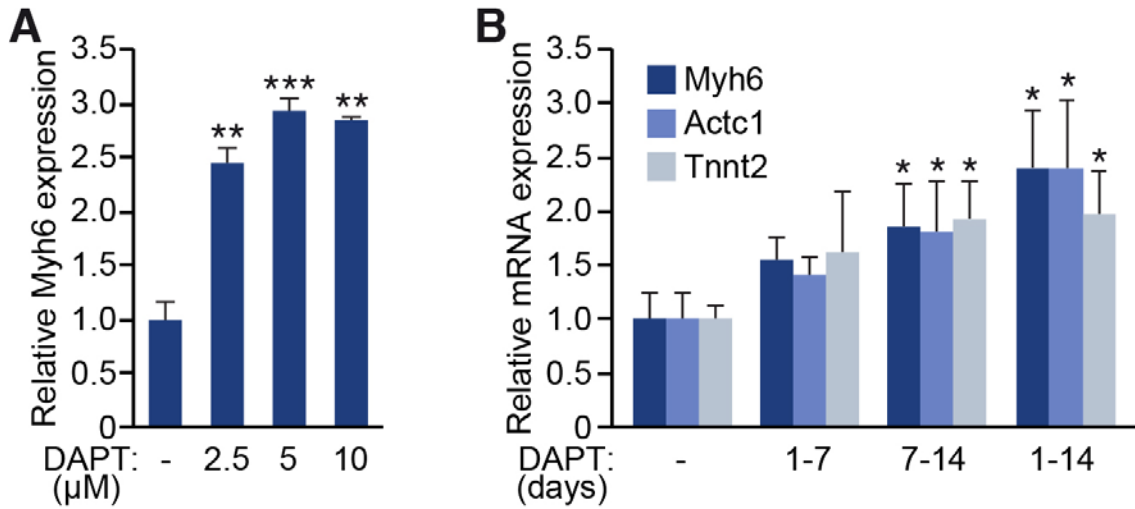 A
Relative Myh6 expression
3.5
3.0
2.5
2.0
1.5
1.0
0.5
0
** *** **
DAPT: - 2.5 5 10
(μM)
B
Relative mRNA expression
3.5
3.0
2.5
2.0
1.5
1.0
0.5
0
Myh6
Actc1
Tnnt2
* * * * * *
DAPT: - 1-7 7-14 1-14
(days)